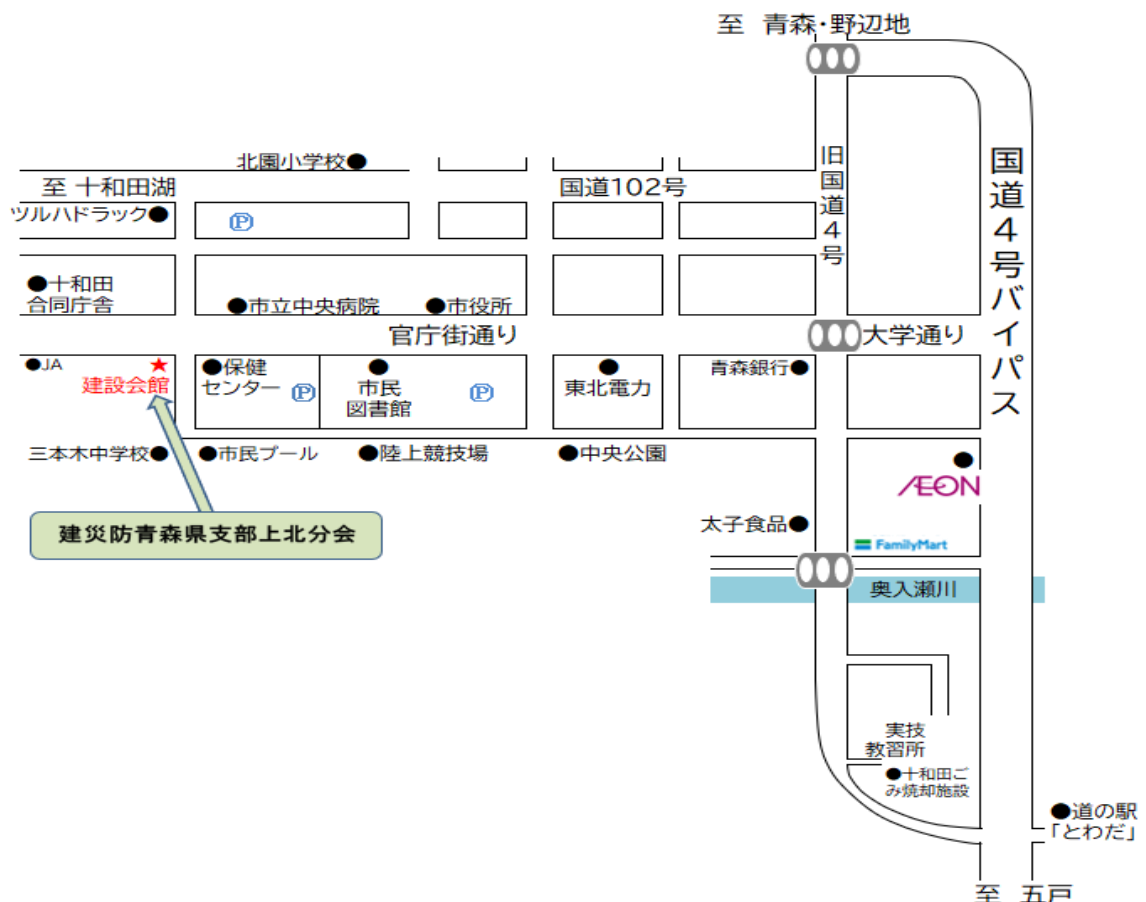 至 青森・野辺地
北園小学校●
至 十和田湖
国道102号
旧国道4号
国道4号バイパス
ツルハドラック●
Ⓟ
●十和田
合同庁舎
●市立中央病院
●市役所
官庁街通り
大学通り
●JA
★
建設会館
●保健
センター
Ⓟ
●
市民
図書館
Ⓟ
●
東北電力
青森銀行●
三本木中学校●
●市民プール
●陸上競技場
●中央公園
●
ÆON
建災防青森県支部上北分会
太子食品●
FamilyMart
奥入瀬川
実技
教習所
●十和田ご
み焼却施設
●道の駅
「とわだ」
至 五戸